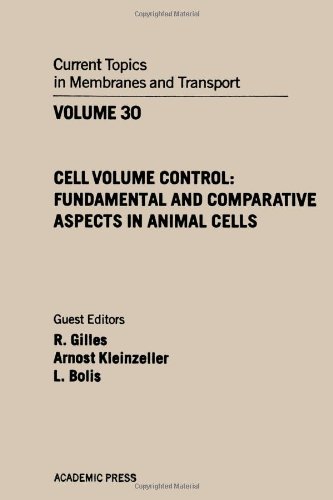 Current Topics
in Membranes and Transport
VOLUME 30
CELL VOLUME CONTROL:
FUNDAMENTAL AND COMPARATIVE
ASPECTS IN ANIMAL CELLS
Guest Editors
R. Gilles
Arnost Kleinzeller
L. Bolis
ACADEMIC PRESS